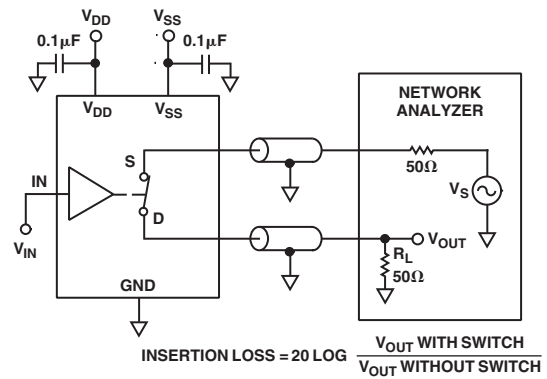 VDD
VSS
0.1µF
0.1µF
VDD
VSS
NETWORK
ANALYZER
S
50Ω
IN
VS
D
VOUT
VIN
RL
50Ω
GND
INSERTION LOSS = 20 LOG
VOUT WITH SWITCH
VOUT WITHOUT SWITCH